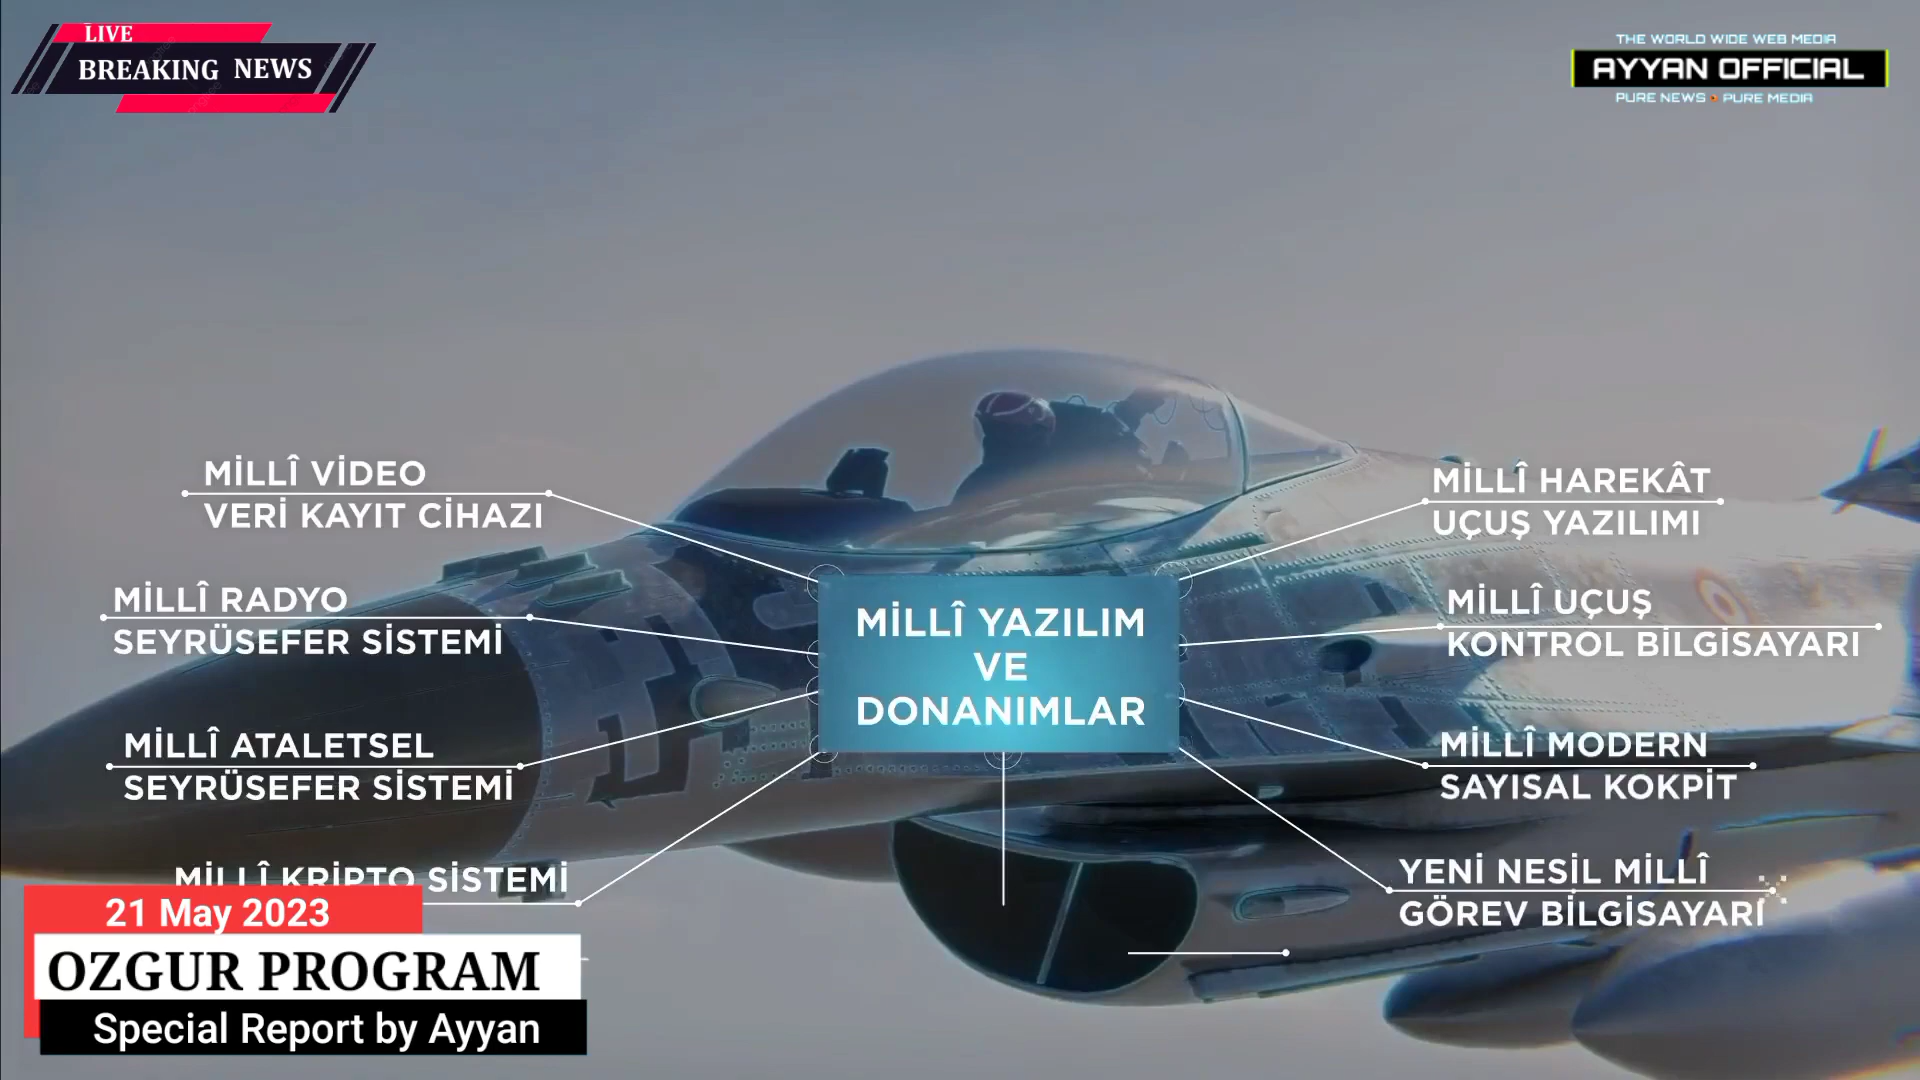 LIVE
BREAKING NEWS
THE WORLD WIDE WEB MEDIA
AYYAN OFFICIAL
PURE NEWS PURE MEDIA
MİLLÎ VİDEO
VERİ KAYIT CİHAZI
MİLLÎ RADYO
SEYRÜSEFER SİSTEMİ
MİLLÎ ATALETSEL
SEYRÜSEFER SİSTEMİ
MİLLÎ KRİPTO SİSTEMİ
MİLLÎ YAZILIM
VE
DONANIMLAR
MİLLÎ HAREKÂT
UÇUŞ YAZILIMI
MİLLÎ UÇUŞ
KONTROL BİLGİSAYARI
MİLLÎ MODERN
SAYISAL KOKPİT
YENİ NESİL MİLLÎ
GÖREV BİLGİSAYARI
21 May 2023
OZGUR PROGRAM
Special Report by Ayyan